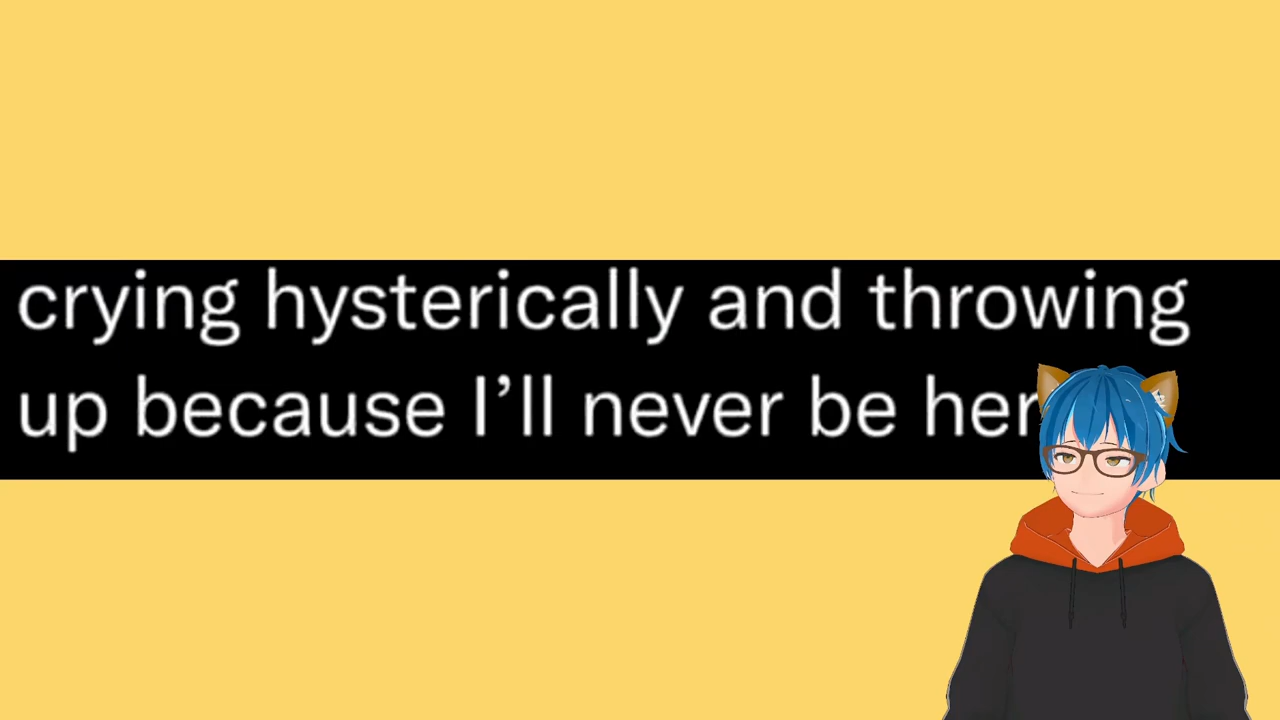 crying hysterically and throwing
up because I’ll never be her